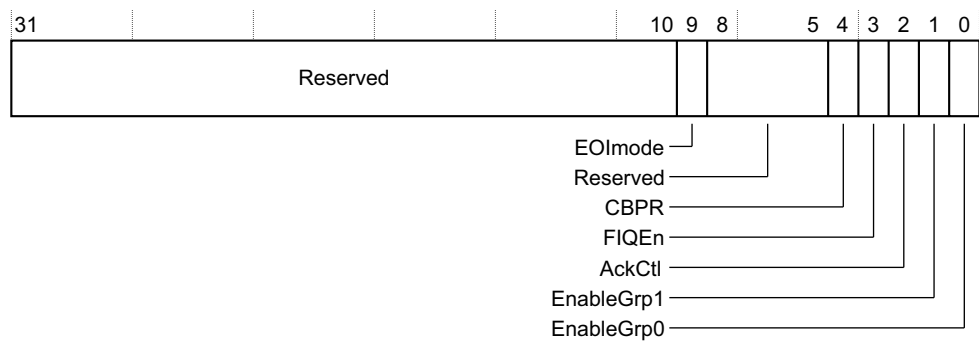 31 10 9 8 5 4 3 2 1 0
Reserved
EOImode
Reserved
CBPR
FIQEn
AckCtl
EnableGrp1
EnableGrp0